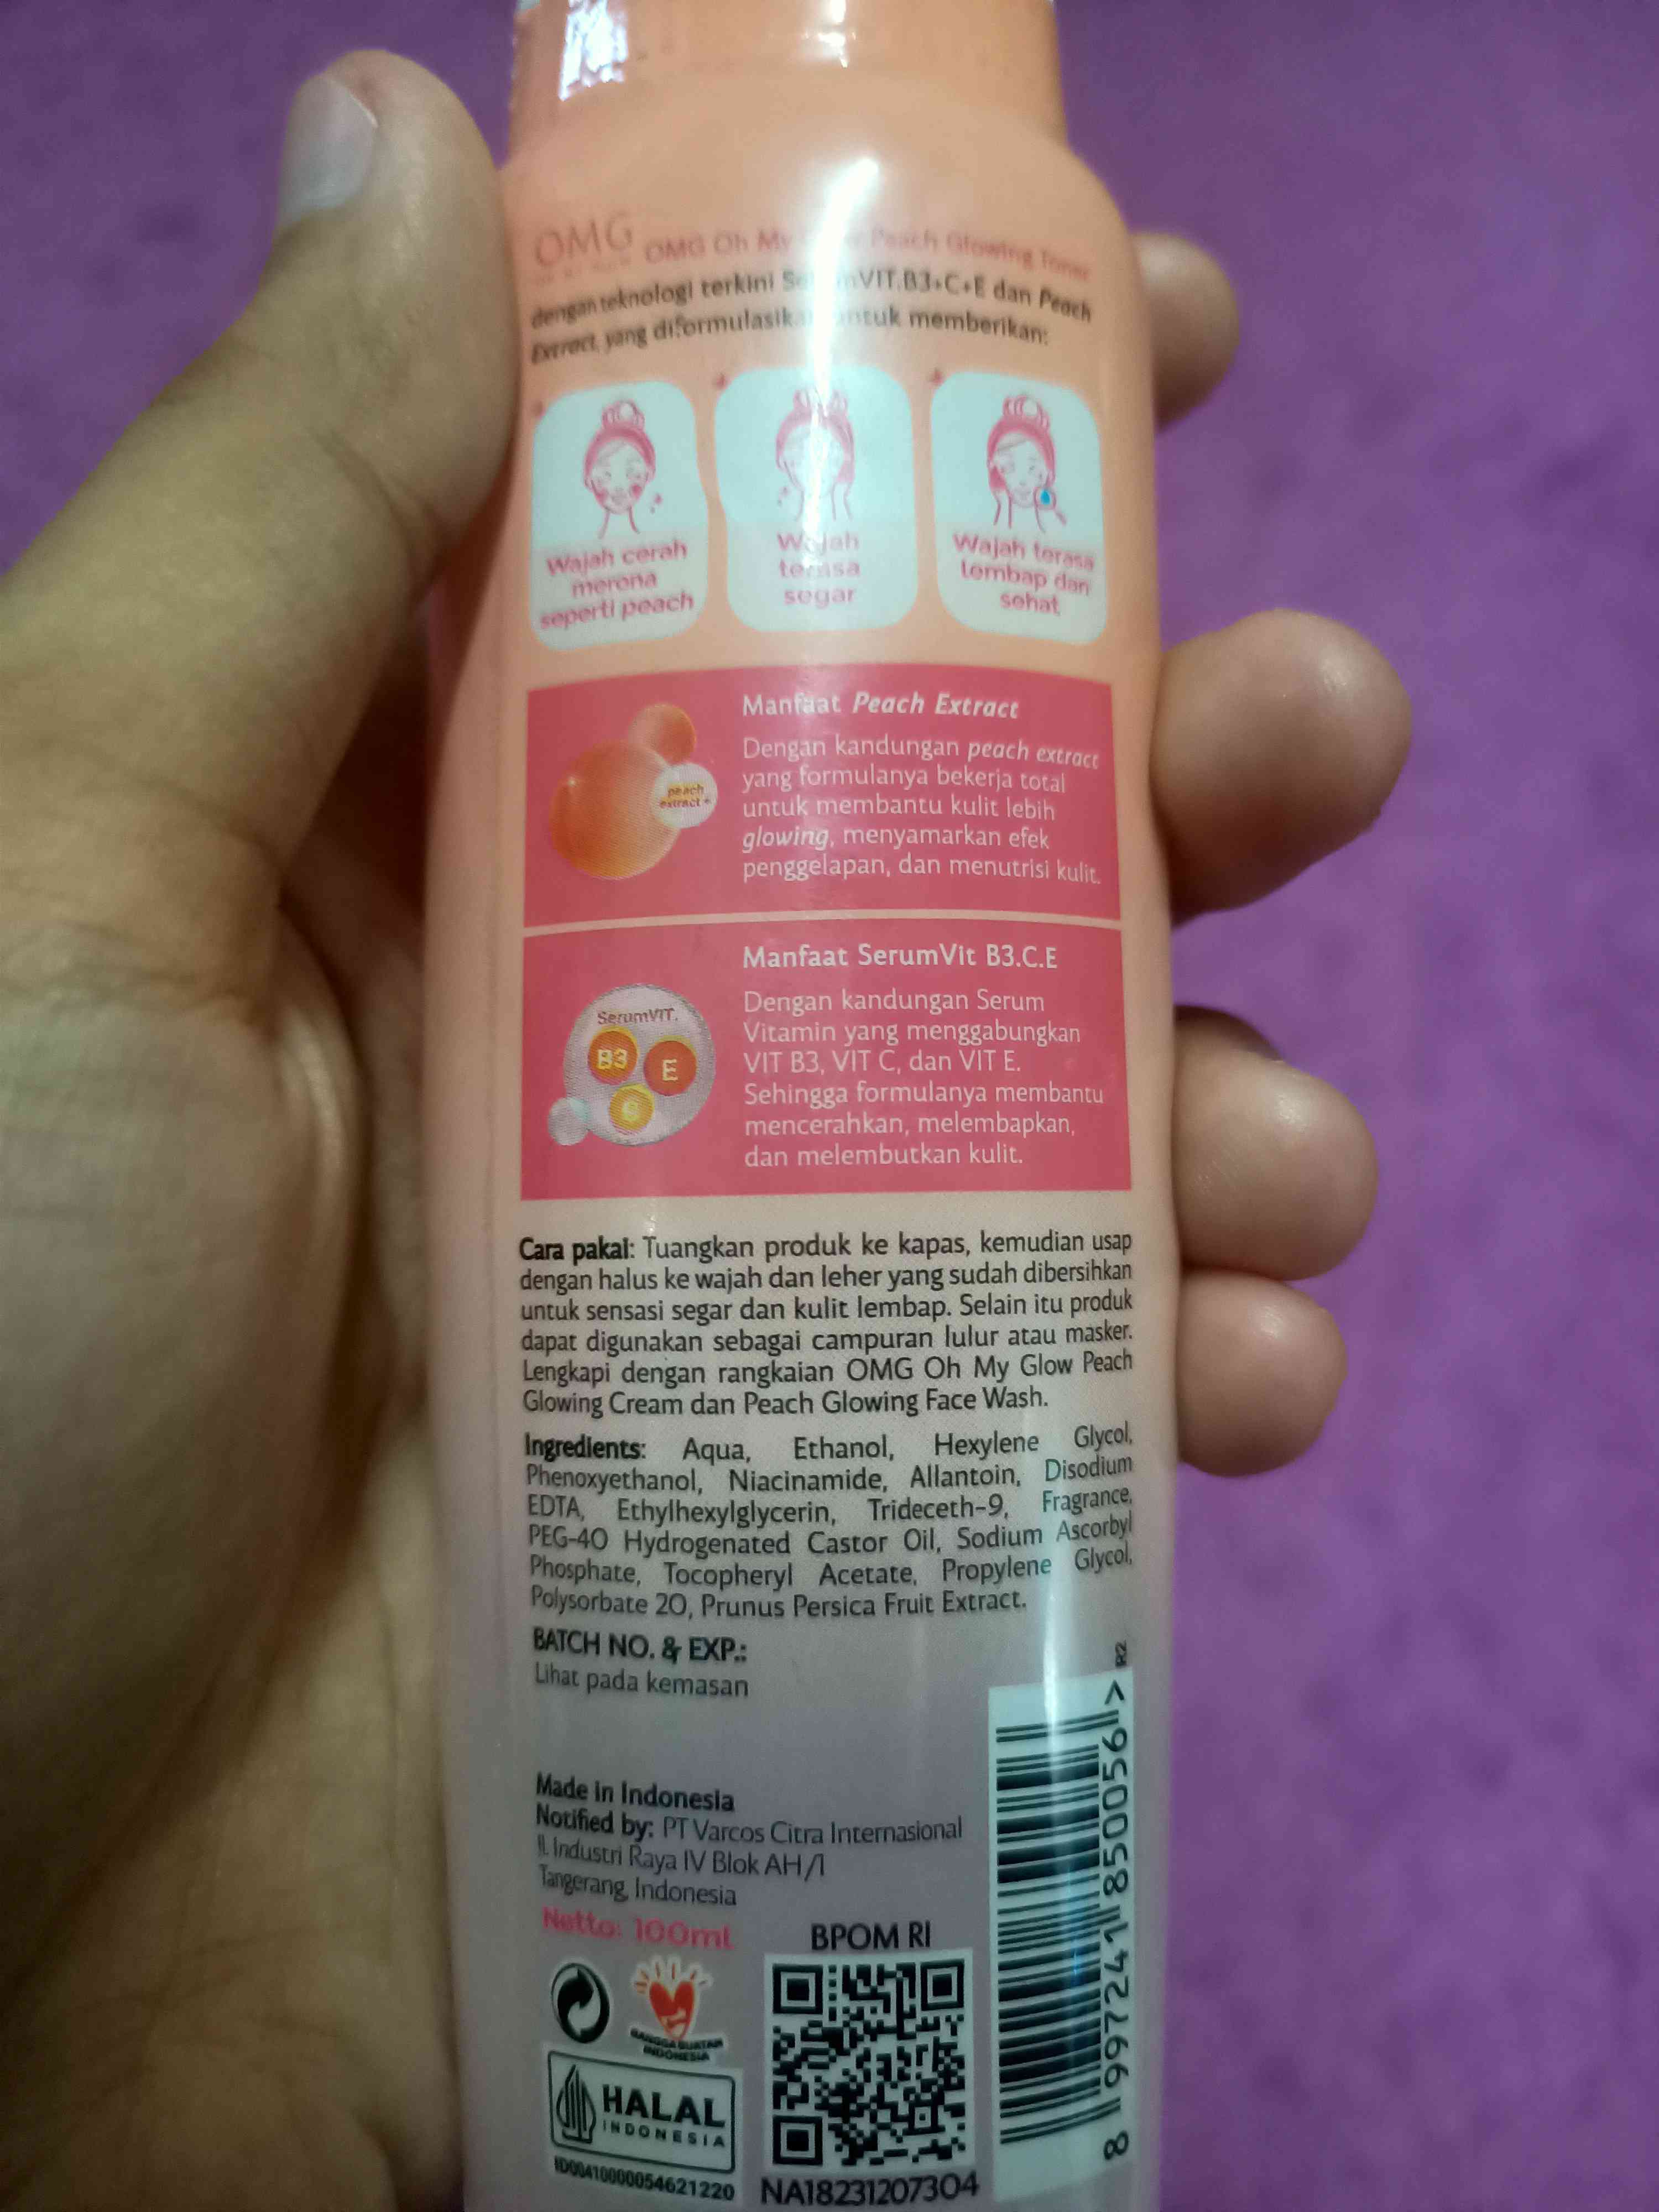 OMG
OMG Oh My Peach Glowing Toner
dengan teknologi terkini VIT.B3+C+E dan Peach
Extract, yang diformulasikan untuk memberikan:
Wajah cerah
merona
seperti peach
Wajah
terasa
segar
Wajah terasa
lembap dan
sehat
Manfaat Peach Extract
Dengan kandungan peach extract
yang formulanya bekerja total
untuk membantu kulit lebih
glowing, menyamarkan efek
penggelapan, dan menutrisi kulit.
peach
extract+
Manfaat SerumVit B3.C.E
Dengan kandungan Serum
Vitamin yang menggabungkan
VIT B3, VIT C, dan VIT E.
Sehingga formulanya membantu
mencerahkan, melembapkan,
dan melembutkan kulit.
SerumVIT.
B3
E
C
Cara pakai: Tuangkan produk ke kapas, kemudian usap
dengan halus ke wajah dan leher yang sudah dibersihkan
untuk sensasi segar dan kulit lembap. Selain itu produk
dapat digunakan sebagai campuran lulur atau masker.
Lengkapi dengan rangkaian OMG Oh My Glow Peach
Glowing Cream dan Peach Glowing Face Wash.
Ingredients: Aqua, Ethanol, Hexylene Glycol,
Phenoxyethanol, Niacinamide, Allantoin, Disodium
EDTA, Ethylhexylglycerin, Trideceth-9, Fragrance,
PEG-40 Hydrogenated Castor Oil, Sodium Ascorbyl
Phosphate, Tocopheryl Acetate, Propylene Glycol,
Polysorbate 20, Prunus Persica Fruit Extract.
BATCH NO. & EXP.:
Lihat pada kemasan
R2
Made in Indonesia
Notified by: PT Varcos Citra Internasional
Jl. Industri Raya IV Blok AH/1
Tangerang, Indonesia
Netto: 100ml
BANGGA BUATAN
INDONESIA
HALAL
INDONESIA
ID00410000054621220
BPOM RI
NA18231207304
8 997241 850056 >